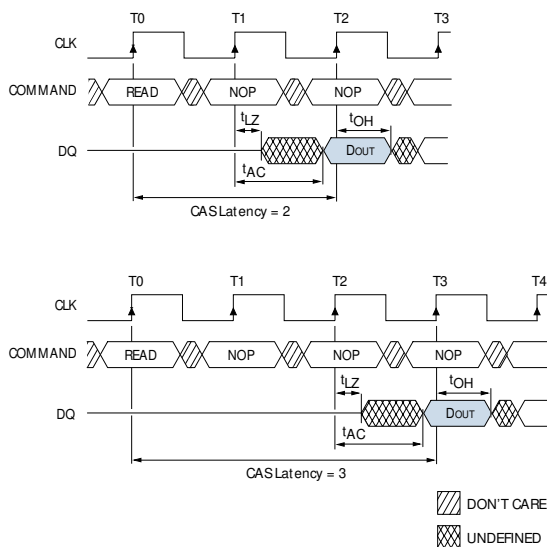 T0 T1 T2 T3
CLK
COMMAND READ NOP NOP
tLZ tOH
DQ DOUT
tAC
CAS Latency = 2
T0 T1 T2 T3 T4
CLK
COMMAND READ NOP NOP NOP
tLZ tOH
DQ DOUT
tAC
CAS Latency = 3
DON'T CARE
UNDEFINED